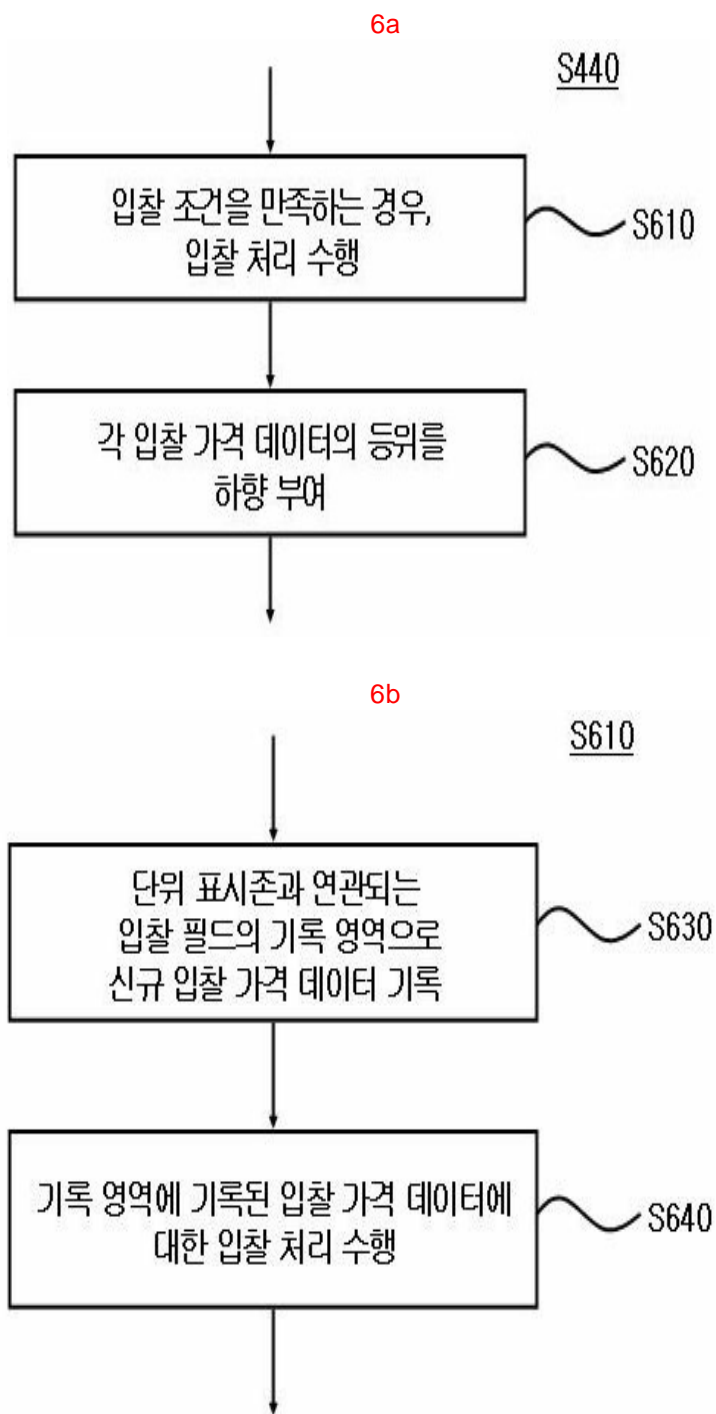 6a
S440
입찰 조건을 만족하는 경우,
입찰 처리 수행
S610
각 입찰 가격 데이터의 등위를
하향 부여
S620
6b
S610
단위 표시존과 연관되는
입찰 필드의 기록 영역으로
신규 입찰 가격 데이터 기록
S630
기록 영역에 기록된 입찰 가격 데이터에
대한 입찰 처리 수행
S640